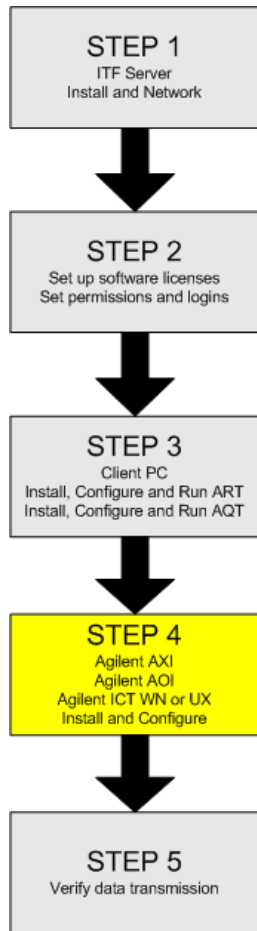 STEP 1
ITF Server
Install and Network
STEP 2
Set up software licenses
Set permissions and logins
STEP 3
Client PC
Install, Configure and Run ART
Install, Configure and Run AQT
STEP 4
Agilent AXI
Agilent AOI
Agilent ICT WN or UX
Install and Configure
STEP 5
Verify data transmission